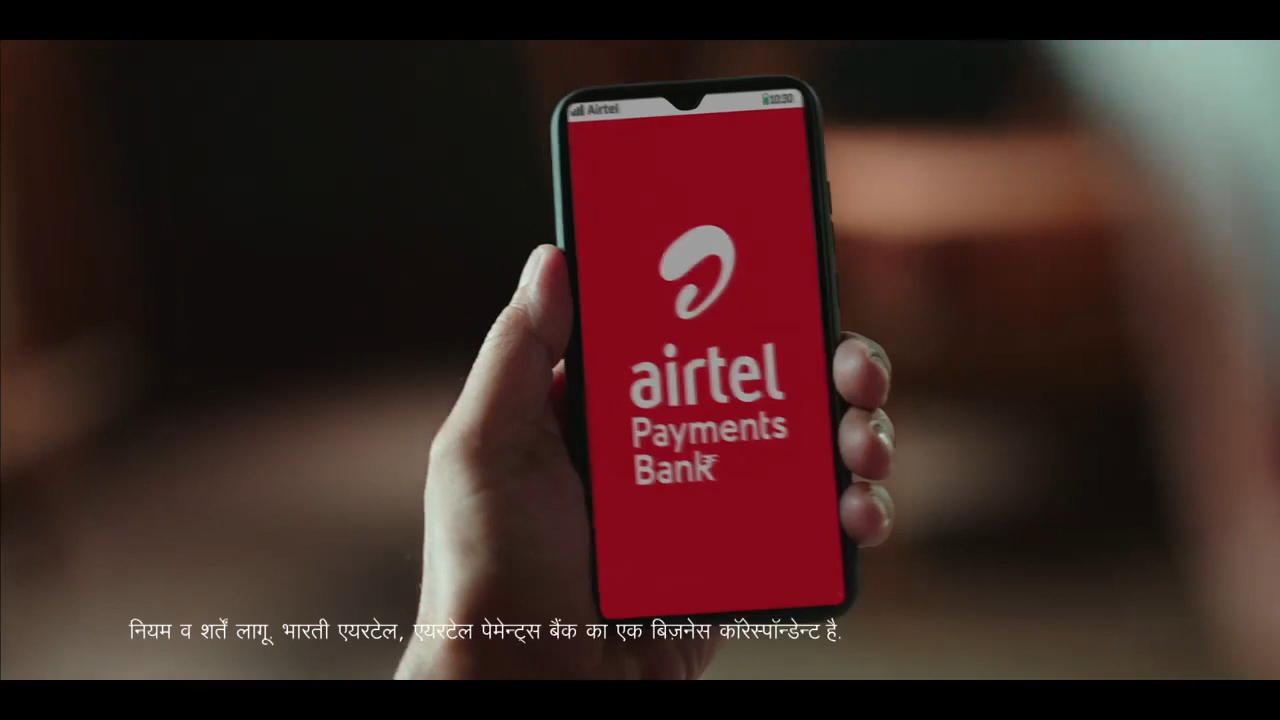 Airtel 10:30
airtel
Payments
Bank
नियम व शर्तें लागू. भारती एयरटेल, एयरटेल पेमेन्ट्स बैंक का एक बिज़नेस कॉरेस्पॉन्डेन्ट है.